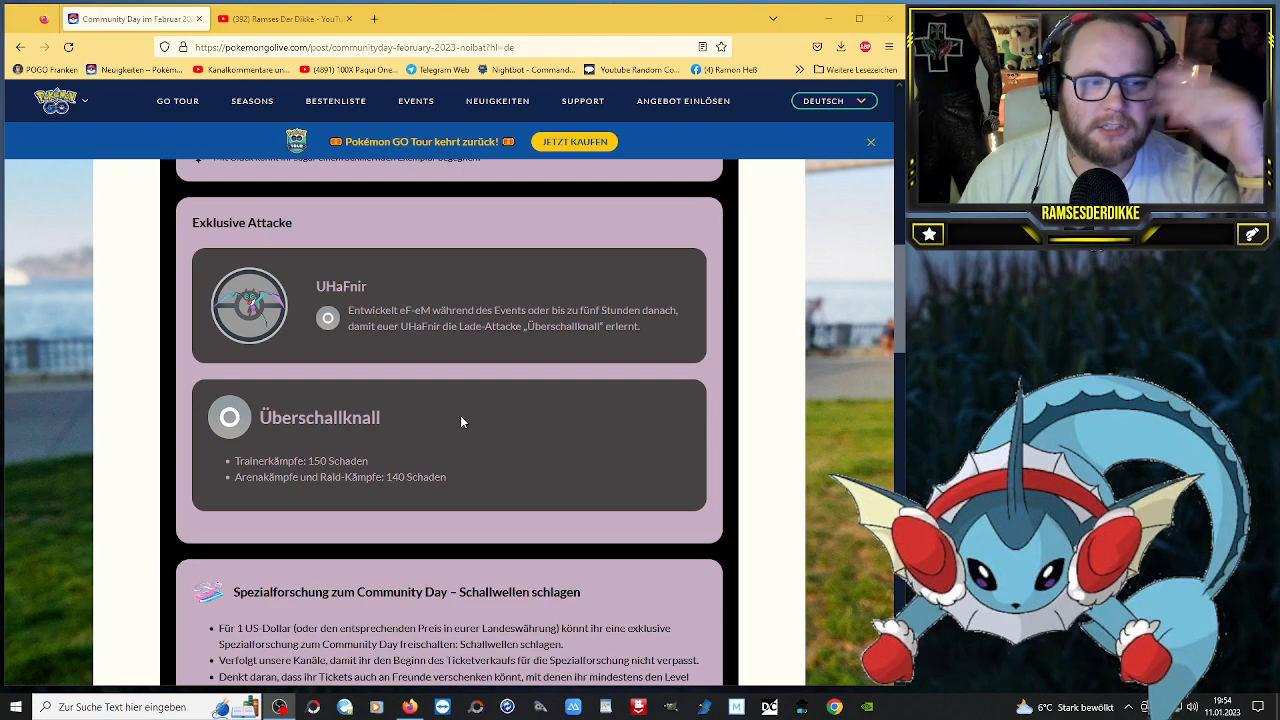 Community Day im Februar 202
(392) Ramses Der Dikke - YouTu
https://pokemongolive.com/post/communityday-february-2023-noibat?hl=de
POGO Franken
Neuigkeiten – Pokém...
Kanalkommentare un...
(4891) 100X Paqui One...
Telegram Web
Nightbot - Comman...
Youtube Random Co...
(4) Ramon Heß
Weitere Lesezeichen
GO TOUR
SEASONS
BESTENLISTE
EVENTS
NEUIGKEITEN
SUPPORT
ANGEBOT EINLÖSEN
DEUTSCH
Pokémon GO Tour kehrt zurück!
JETZT KAUFEN
Exklusive Attacke
UHaFnir
Entwickelt eF-eM während des Events oder bis zu fünf Stunden danach,
damit euer UHaFnir die Lade-Attacke „Überschallknall“ erlernt.
Überschallknall
Trainerkämpfe: 150 Schaden
Arenakämpfe und Raid-Kämpfe: 140 Schaden
Spezialforschung zum Community Day – Schallwellen schlagen
Für 1 US-Dollar (oder den entsprechenden Preis in eurer Landeswährung) könnt ihr eine exklusive
Spezialforschung zum Community Day freischalten: Schallwellen schlagen.
Verfolgt unsere Kanäle, damit ihr den Beginn des Ticketverkaufs für die Spezialforschung nicht verpasst.
Denkt daran, dass ihr Tickets auch an Freunde verschenken könnt, mit denen ihr mindestens den Level
RAMSESDERDIKKE
Zur Suche Text hier eingeben
6°C Stark bewölkt
19:54
11.01.2023